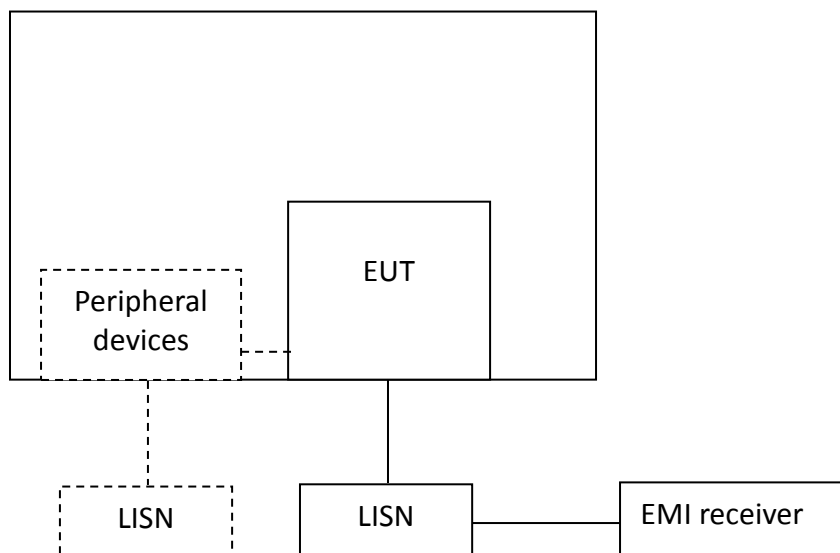 EUT
Peripheral
devices
LISN
LISN
EMI receiver